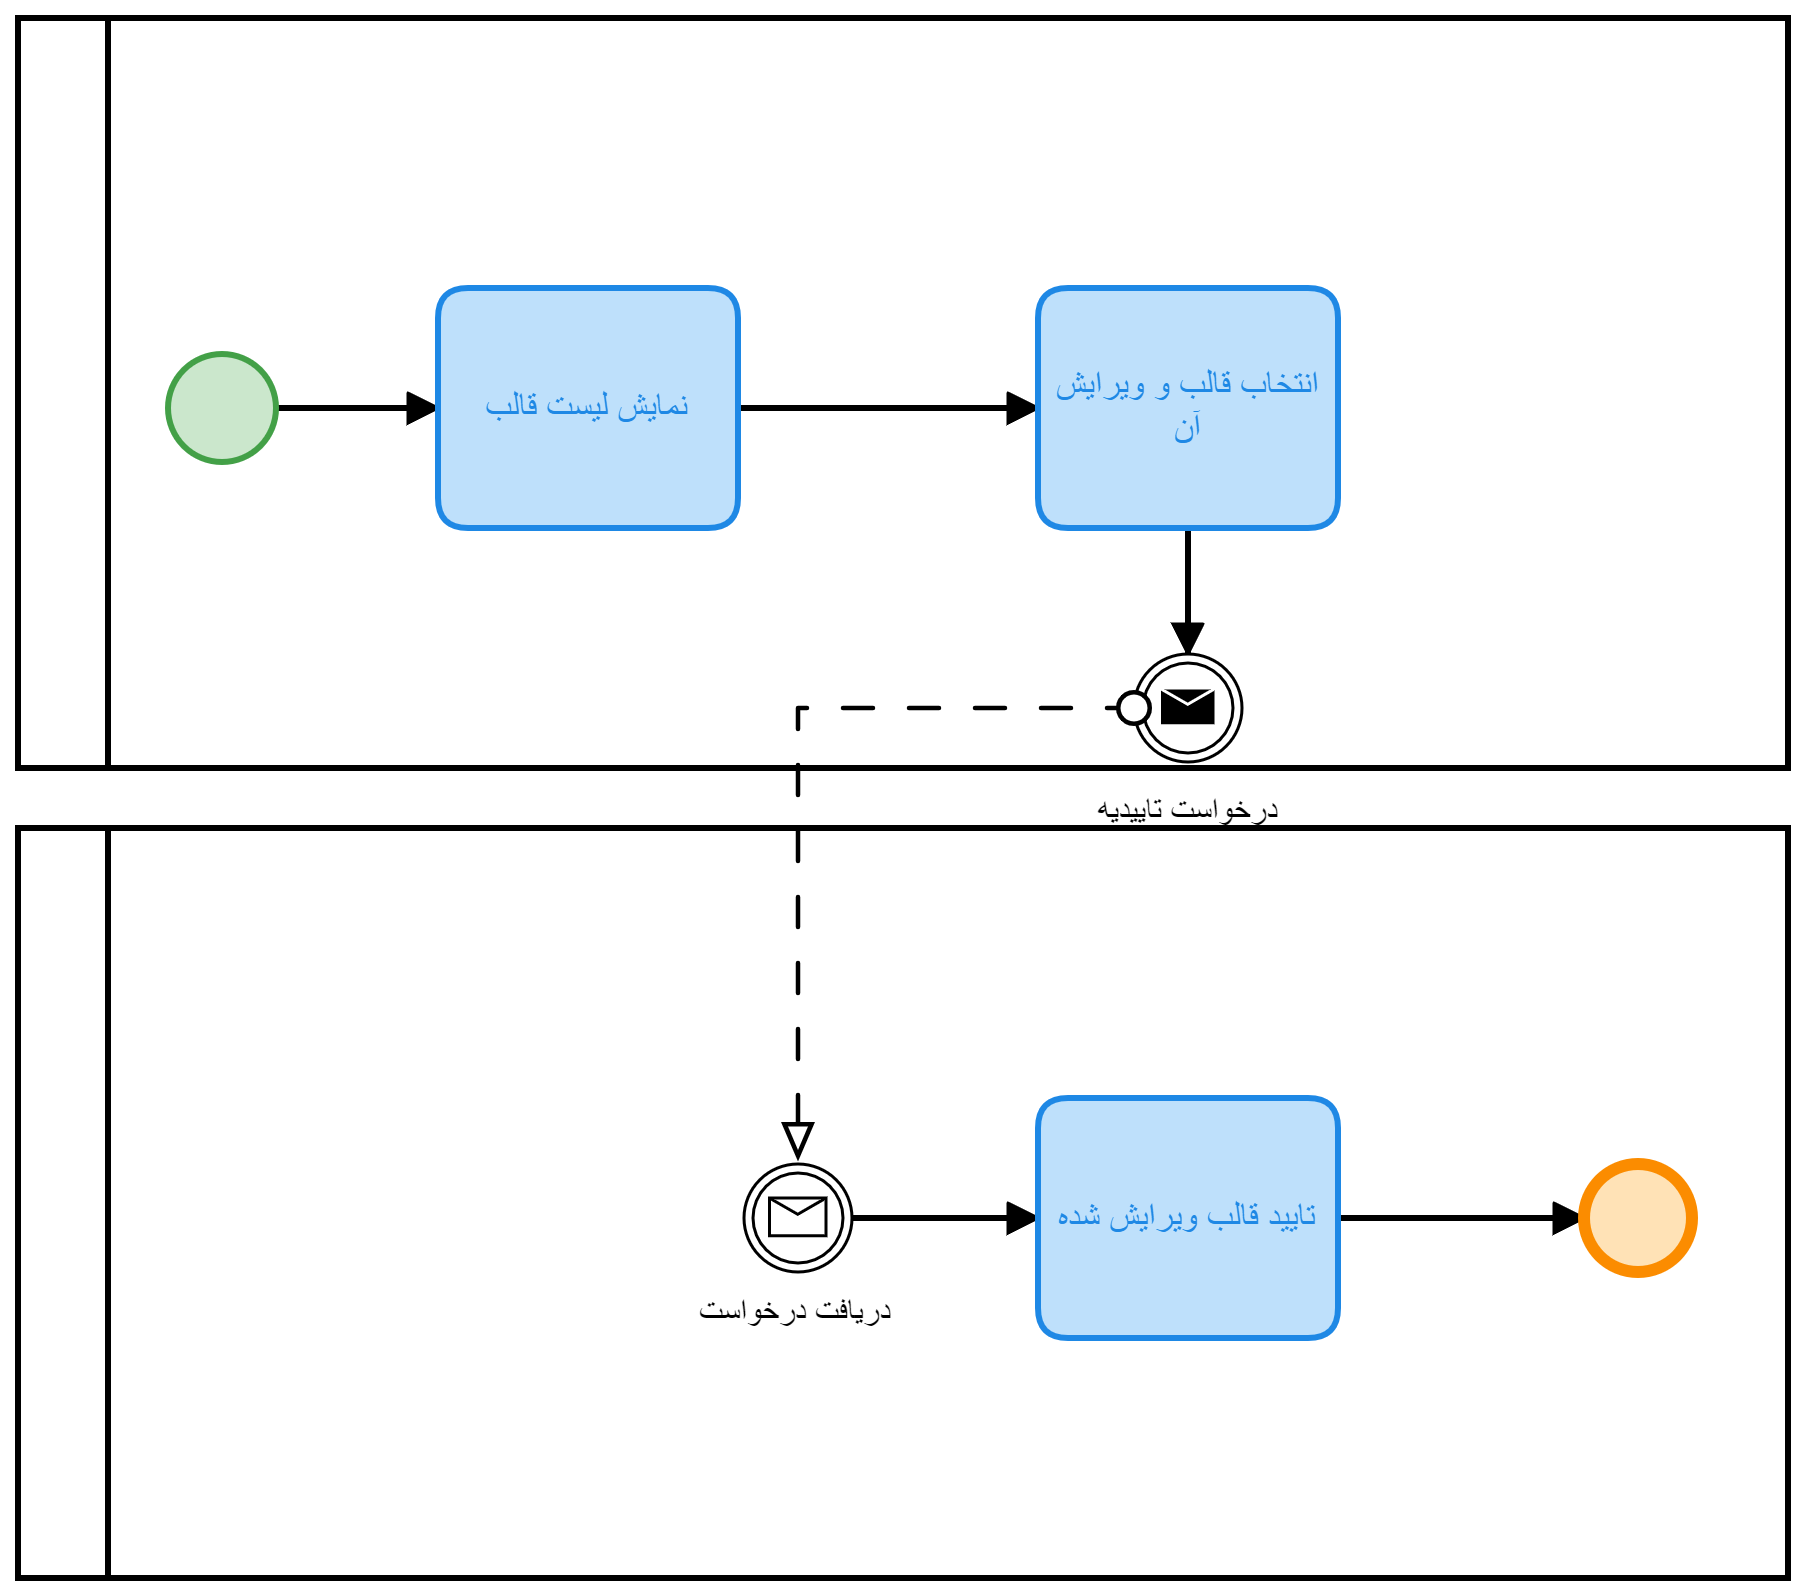 نمایش لیست قالب
انتخاب قالب و ویرایش
آن
درخواست تاییدیه
دریافت درخواست
تایید قالب ویرایش شده